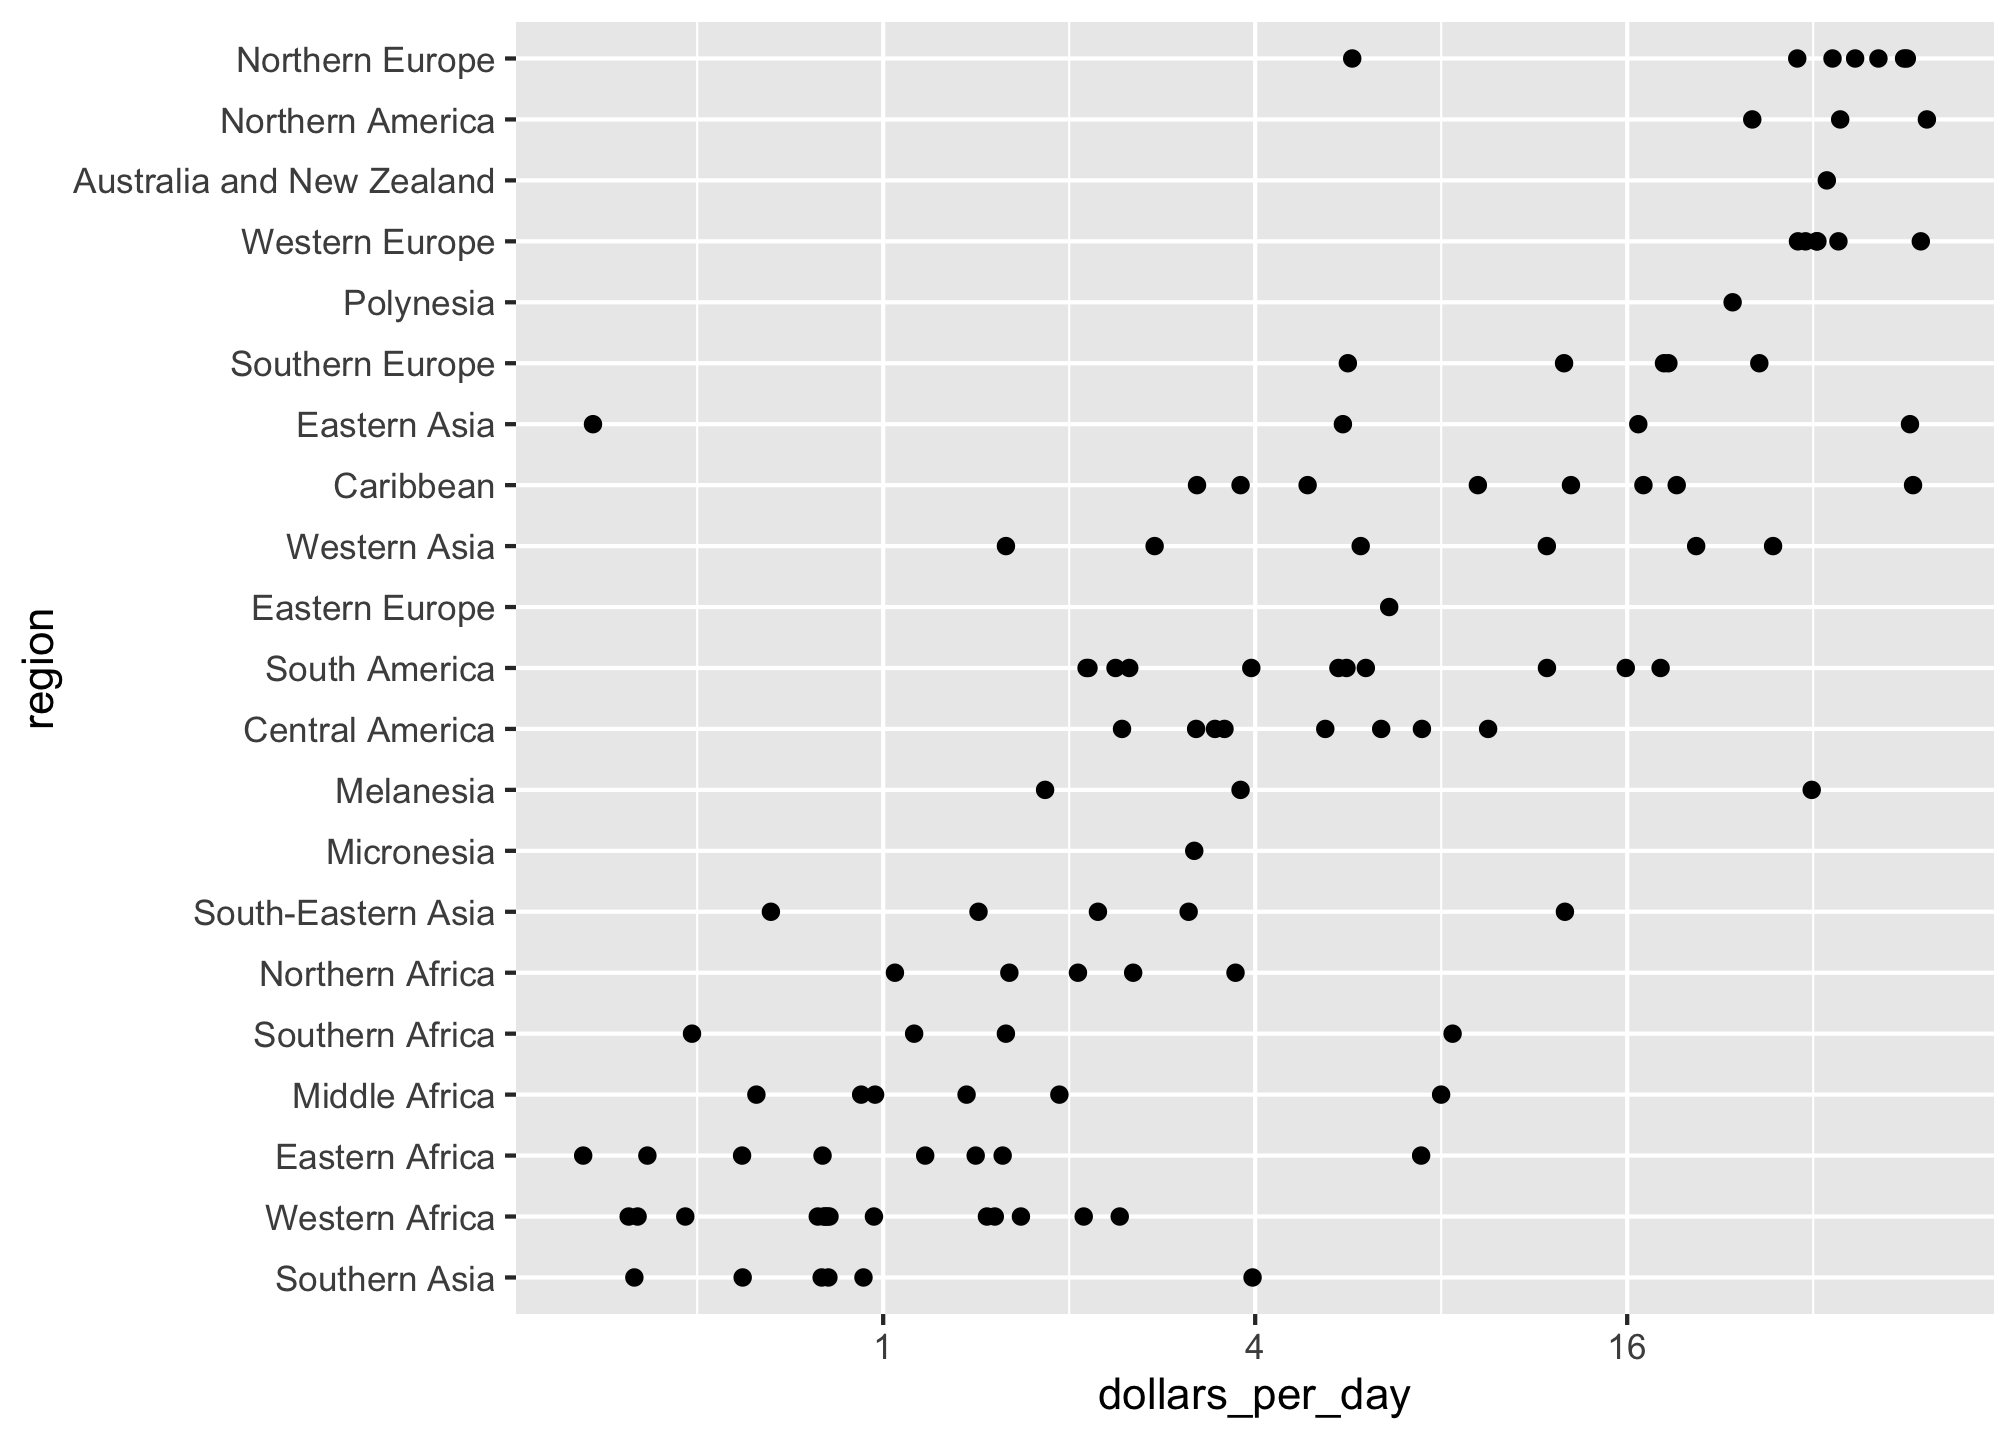 Northern Europe
Northern America
Australia and New Zealand
Western Europe
Polynesia
Southern Europe
Eastern Asia
Caribbean
Western Asia
Eastern Europe
South America
Central America
Melanesia
Micronesia
South-Eastern Asia
Northern Africa
Southern Africa
Middle Africa
Eastern Africa
Western Africa
Southern Asia
region
1 4 16
dollars_per_day